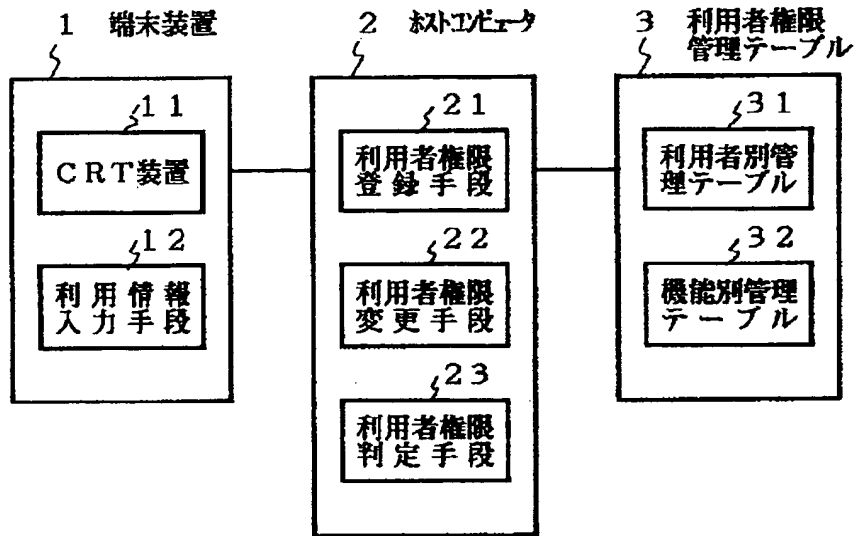 1 端末装置
11
CRT装置
12
利用情報
入力手段
2 ホストコンピュータ
21
利用者権限
登録手段
22
利用者権限
変更手段
23
利用者権限
判定手段
3 利用者権限
管理テーブル
31
利用者別管
理テーブル
32
機能別管理
テーブル